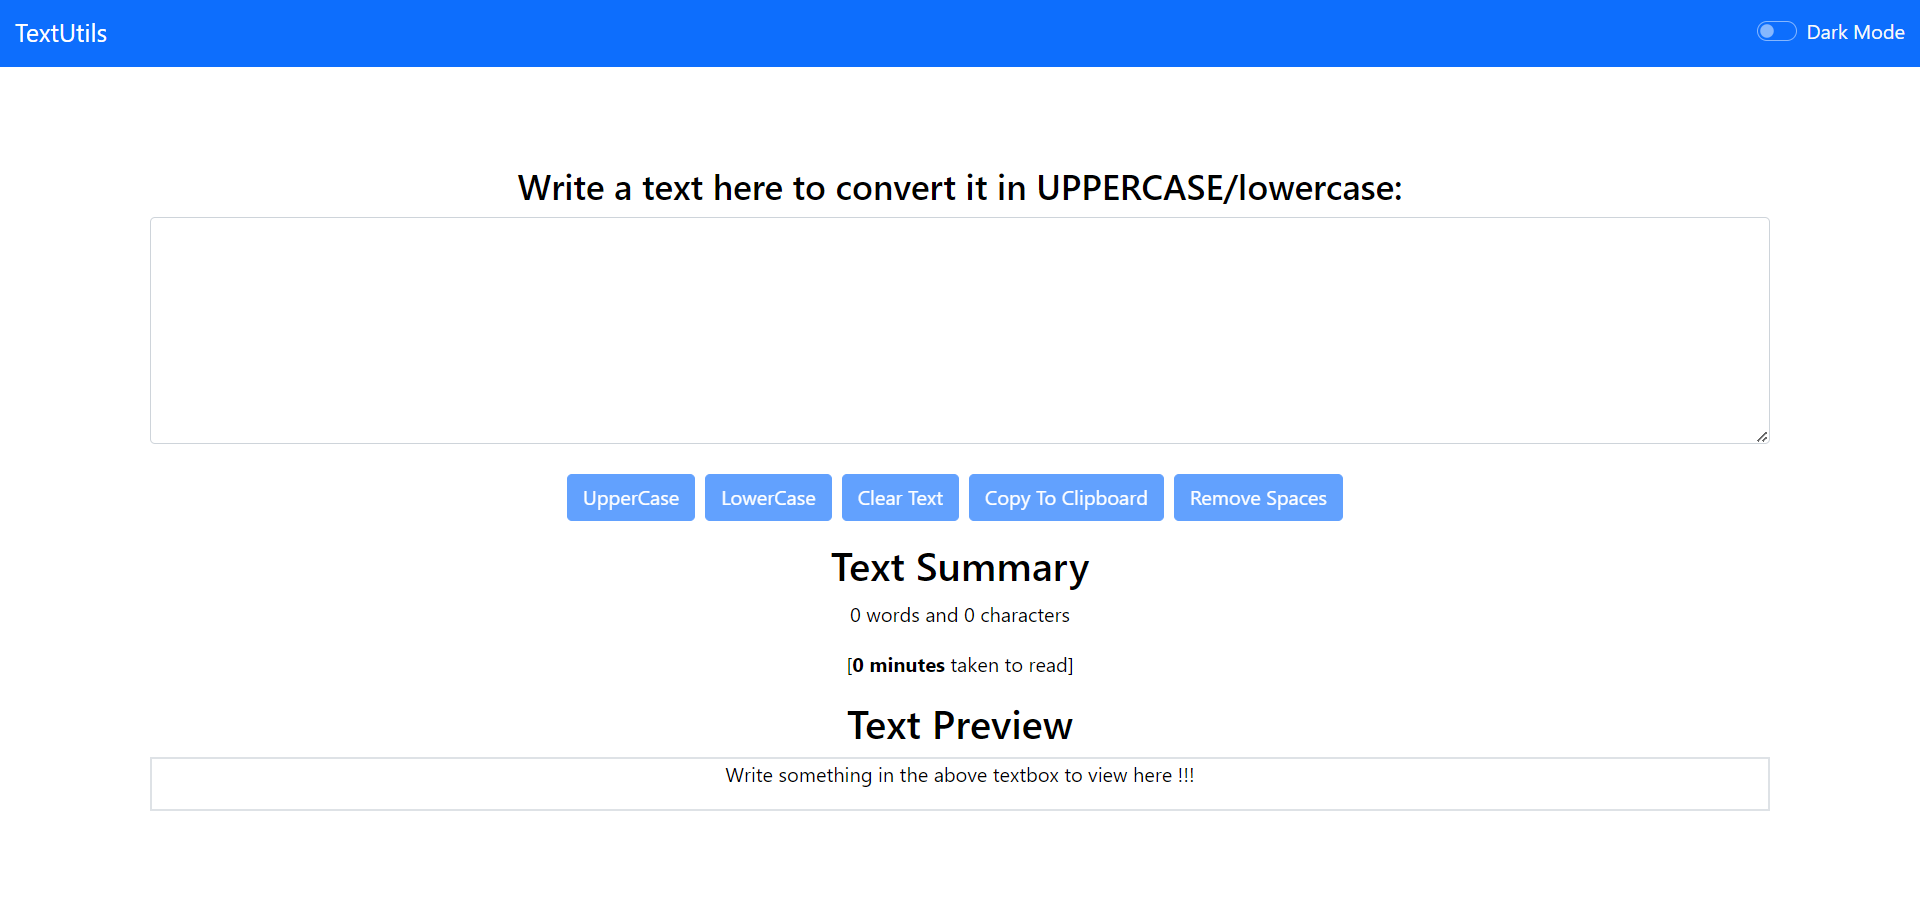 TextUtils
Dark Mode
Write a text here to convert it in UPPERCASE/lowercase:
UpperCase
LowerCase
Clear Text
Copy To Clipboard
Remove Spaces
Text Summary
0 words and 0 characters
[0 minutes taken to read]
Text Preview
Write something in the above textbox to view here !!!